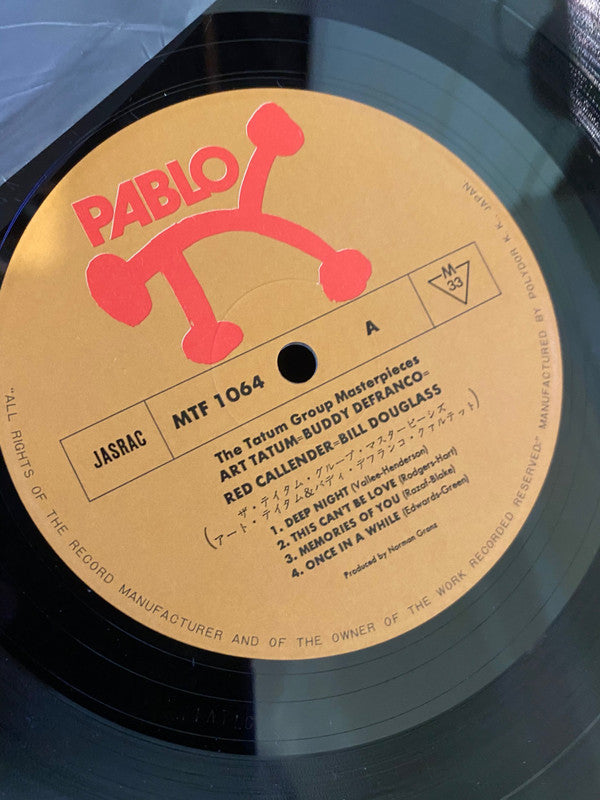 PABLO
JASRAC
MTF 1064
A
M
33
The Tatum Group Masterpieces
ART TATUM=BUDDY DEFRANCO=
RED CALLENDER=BILL DOUGLASS
ザ・テイタム・グループ・マスターピーシズ
(アート・テイタム&バディ・デフランコ・クァルテット)
1. DEEP NIGHT (Vallee-Henderson)
2. THIS CAN'T BE LOVE (Rodgers-Hart)
3. MEMORIES OF YOU (Razaf-Blake)
4. ONCE IN A WHILE (Edwards-Green)
Produced by Norman Granz
"ALL RIGHTS OF THE RECORD MANUFACTURER AND OF THE OWNER OF THE WORK RECORDED RESERVED." MANUFACTURED BY POLYDOR K.K., JAPAN